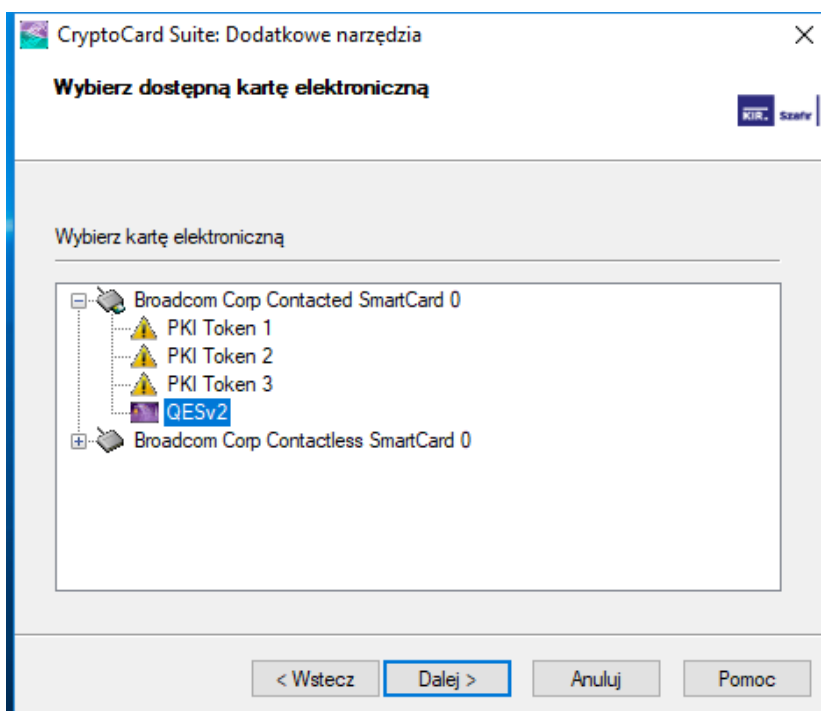 CryptoCard Suite: Dodatkowe narzędzia
Wybierz dostępną kartę elektroniczną
KIR. Szafir
Wybierz kartę elektroniczną
Broadcom Corp Contacted SmartCard 0
PKI Token 1
PKI Token 2
PKI Token 3
QESv2
Broadcom Corp Contactless SmartCard 0
< Wstecz Dalej > Anuluj Pomoc